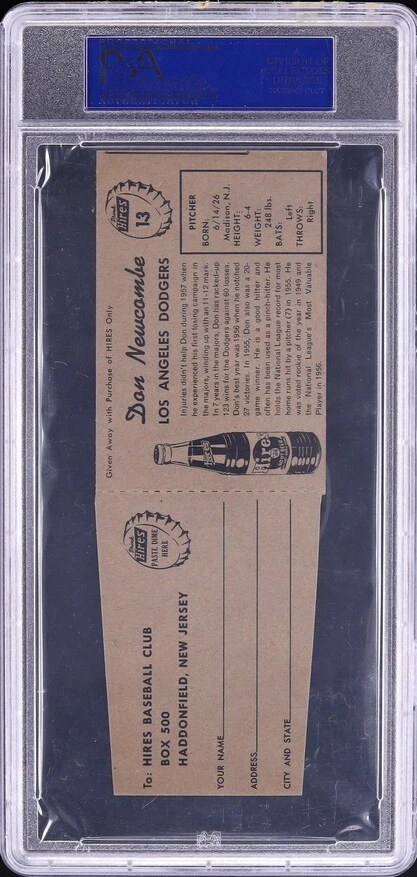 Given Away with Purchase of HIRES Only
Drink
Hires
13
Don Newcombe
LOS ANGELES DODGERS
PITCHER
BORN:
6/14/26
Madison, N.J.
HEIGHT:
6-4
WEIGHT:
248 lbs.
BATS:
Left
THROWS:
Right
Injuries didn't help Don during 1957 when
he experienced his first losing campaign in
the majors, winding up with an 11-12 mark.
In 7 years in the majors, Don has racked-up
123 wins for the Dodgers against 60 losses.
Don's best year was 1956 when he notched
27 victories. In 1955, Don also was a 20-
game winner. He is a good hitter and
often has been used as a pinch-hitter. He
holds the National League record for most
home runs hit by a pitcher (7) in 1955. He
was voted rookie of the year in 1949 and
the National League's Most Valuable
Player in 1956.
Hires
Hires
Drink
Hires
PASTE DIME
HERE
To: HIRES BASEBALL CLUB
BOX 500
HADDONFIELD, NEW JERSEY
YOUR NAME
ADDRESS
CITY AND STATE